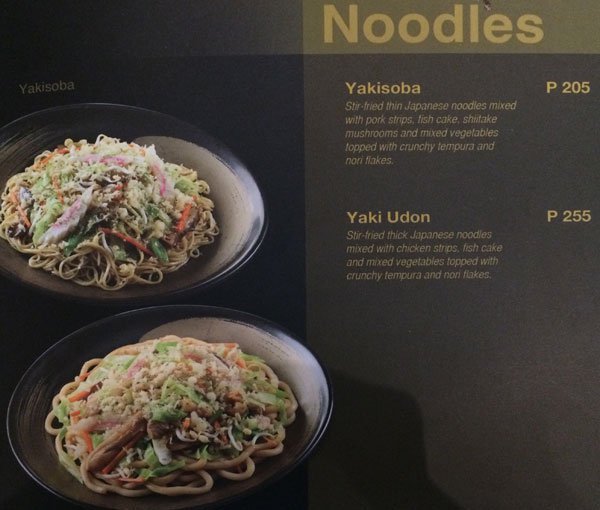 Noodles
Yakisoba
Yakisoba P 205
Stir-fried thin Japanese noodles mixed
with pork strips, fish cake, shiitake
mushrooms and mixed vegetables
topped with crunchy tempura and
nori flakes.
Yaki Udon P 255
Stir-fried thick Japanese noodles
mixed with chicken strips, fish cake
and mixed vegetables topped with
crunchy tempura and nori flakes.